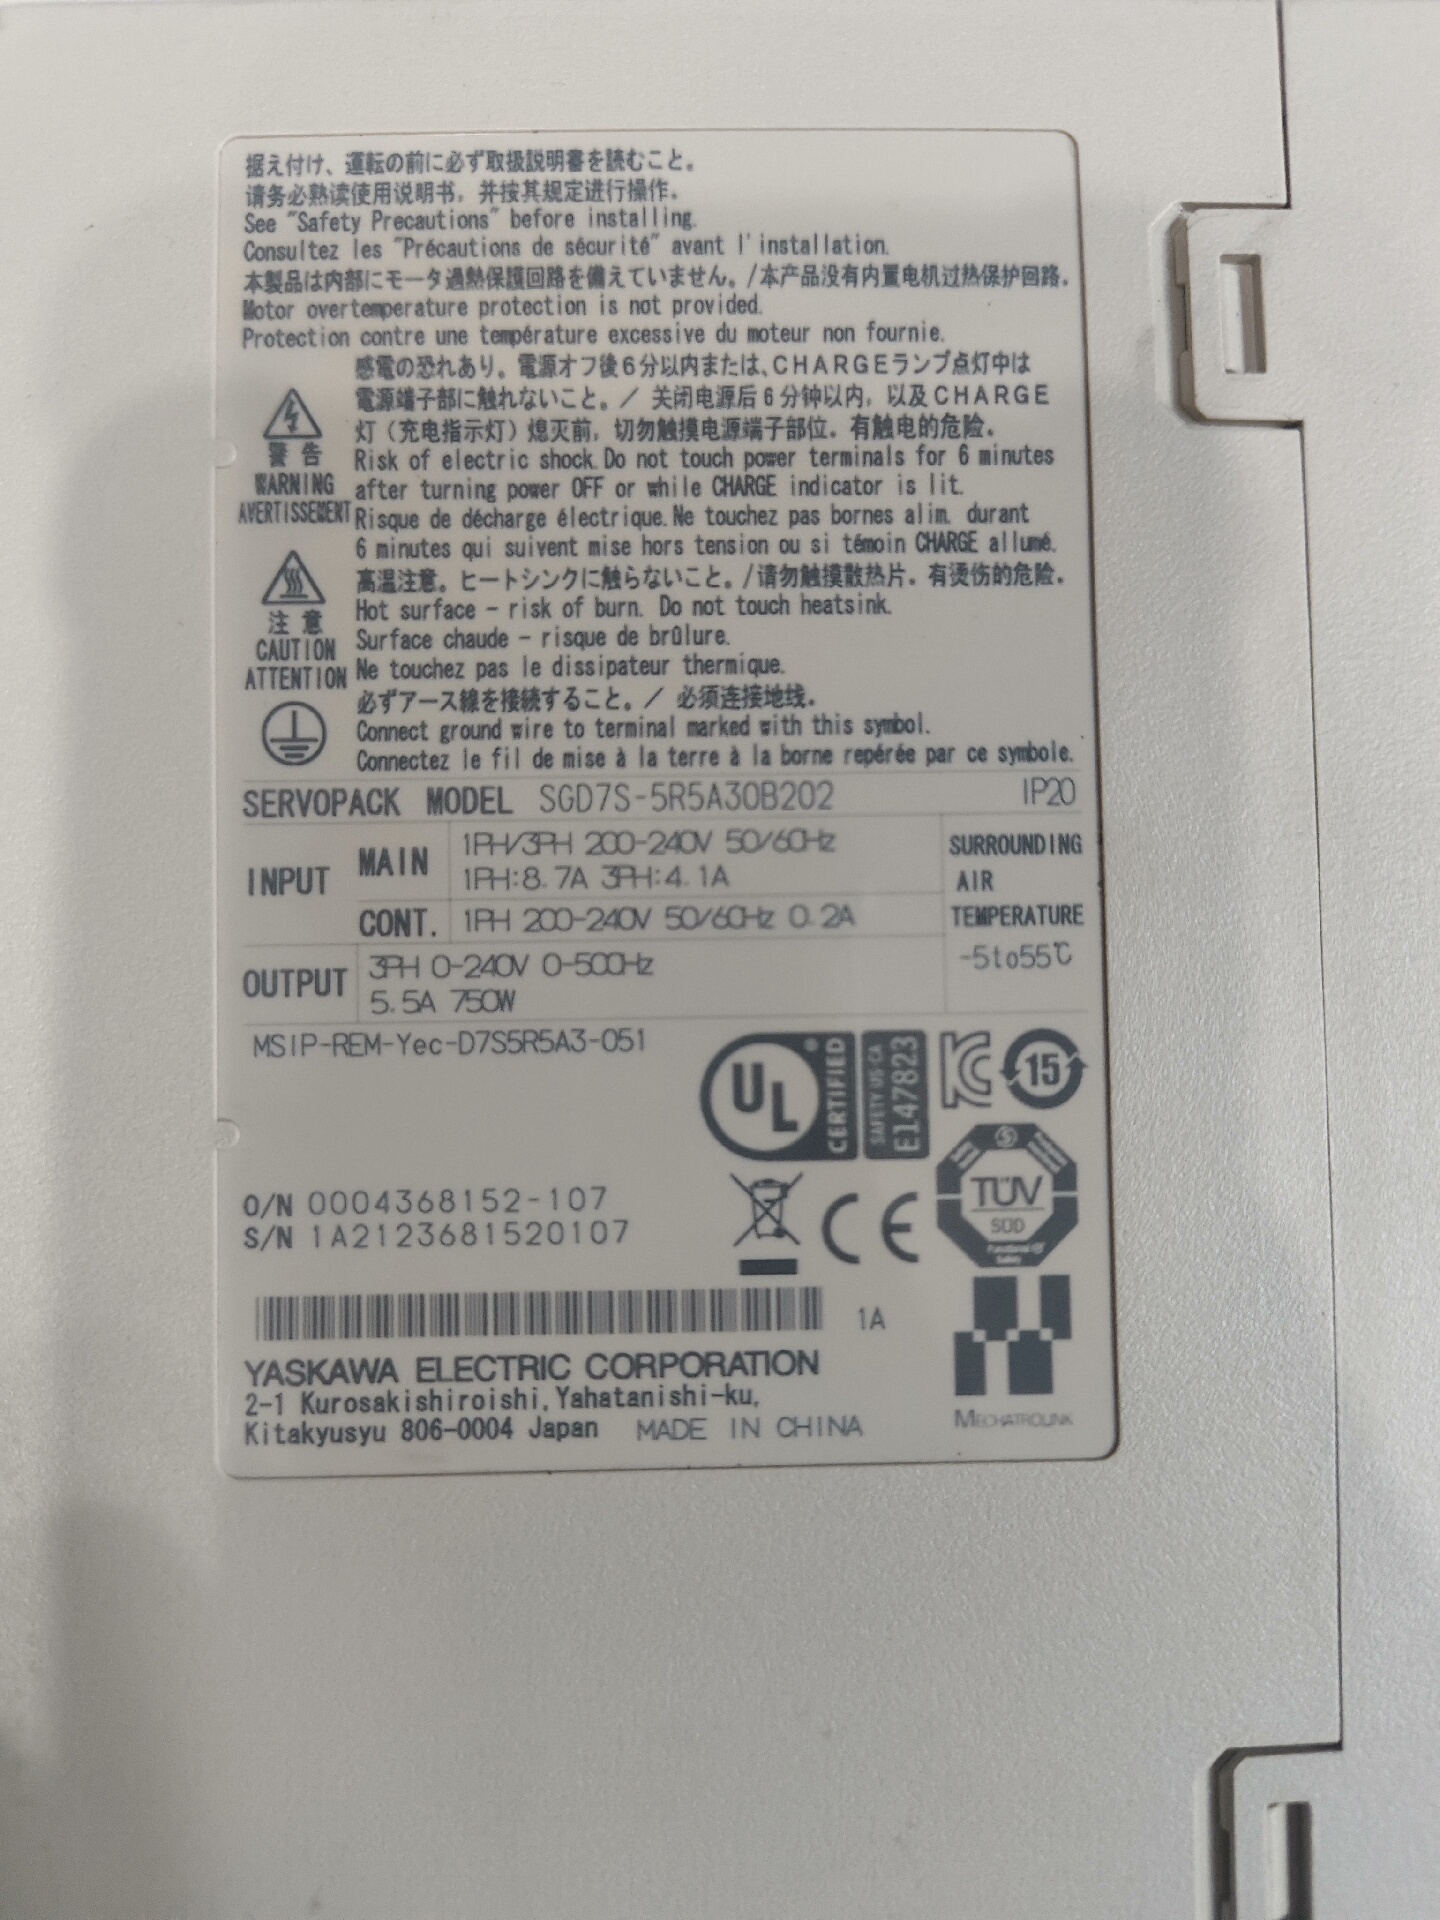 据え付け、運転の前に必ず取扱説明書を読むこと。
请务必熟读使用说明书，并按其规定进行操作。
See "Safety Precautions" before installing.
Consultez les "Précautions de sécurité" avant l'installation.
本製品は内部にモータ過熱保護回路を備えていません。/本产品没有内置电机过热保护回路.
Motor overtemperature protection is not provided.
Protection contre une température excessive du moteur non fournie.
感電の恐れあり。電源オフ後6分以内または、CHARGEランプ点灯中は
電源端子部に触れないこと。/ 关闭电源后6分钟以内，以及CHARGE
灯（充电指示灯）熄灭前，切勿触摸电源端子部位．有触电的危险．
警告
WARNING
AVERTISSEMENT
Risk of electric shock.Do not touch power terminals for 6 minutes
after turning power OFF or while CHARGE indicator is lit.
Risque de décharge électrique.Ne touchez pas bornes alim. durant
6 minutes qui suivent mise hors tension ou si témoin CHARGE allumé.
高温注意。ヒートシンクに触らないこと。/请勿触摸散热片．有烫伤的危险．
注意
CAUTION
ATTENTION
Hot surface - risk of burn. Do not touch heatsink.
Surface chaude - risque de brûlure.
Ne touchez pas le dissipateur thermique.
必ずアース線を接続すること。/ 必须连接地线．
Connect ground wire to terminal marked with this symbol.
Connectez le fil de mise à la terre à la borne repérée par ce symbole.
SERVOPACK MODEL SGD7S-5R5A30B202 IP20
INPUT MAIN 1PH/3PH 200-240V 50/60Hz
1PH:8.7A 3PH:4.1A
CONT. 1PH 200-240V 50/60Hz 0.2A
SURROUNDING
AIR
TEMPERATURE
-5to55℃
OUTPUT 3PH 0-240V 0-500Hz
5.5A 750W
MSIP-REM-Yec-D7S5R5A3-051
UL® CERTIFIED
SAFETY US-CA
E147823
KC
15
TÜV
SÜD
Functional
Safety
CE
O/N 0004368152-107
S/N 1A2123681520107
1A
YASKAWA ELECTRIC CORPORATION
2-1 Kurosakishiroishi, Yahatanishi-ku,
Kitakyusyu 806-0004 Japan MADE IN CHINA
MECHATROLINK